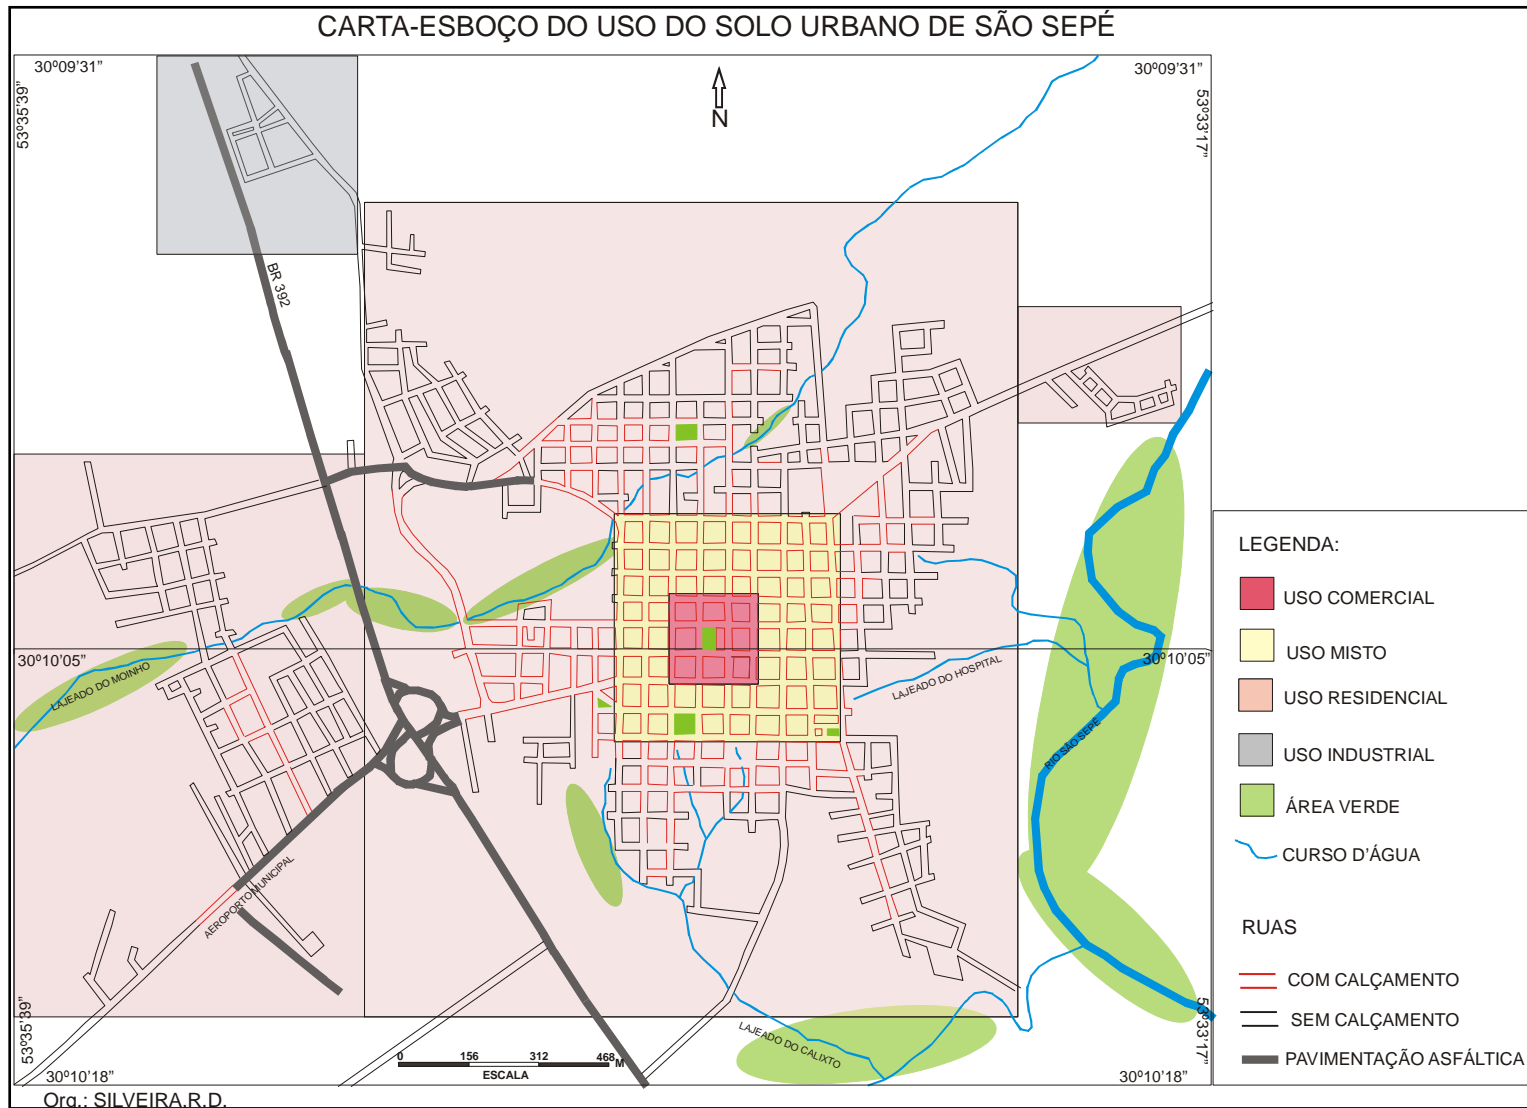 CARTA-ESBOÇO DO USO DO SOLO URBANO DE SÃO SEPÉ
30º09'31"
30º09'31"
53º35'39"
53º33'17"
N
BR 392
30º10'05"
30º10'05"
LAJEADO DO MOINHO
LAJEADO DO HOSPITAL
RIO SÃO SEPÉ
AEROPORTO MUNICIPAL
LAJEADO DO CALIXTO
53º35'39"
53º33'17"
0 156 312 468 M
ESCALA
30º10'18"
30º10'18"
Org.: SILVEIRA,R.D.
LEGENDA:
USO COMERCIAL
USO MISTO
USO RESIDENCIAL
USO INDUSTRIAL
ÁREA VERDE
CURSO D'ÁGUA
RUAS
COM CALÇAMENTO
SEM CALÇAMENTO
PAVIMENTAÇÃO ASFÁLTICA